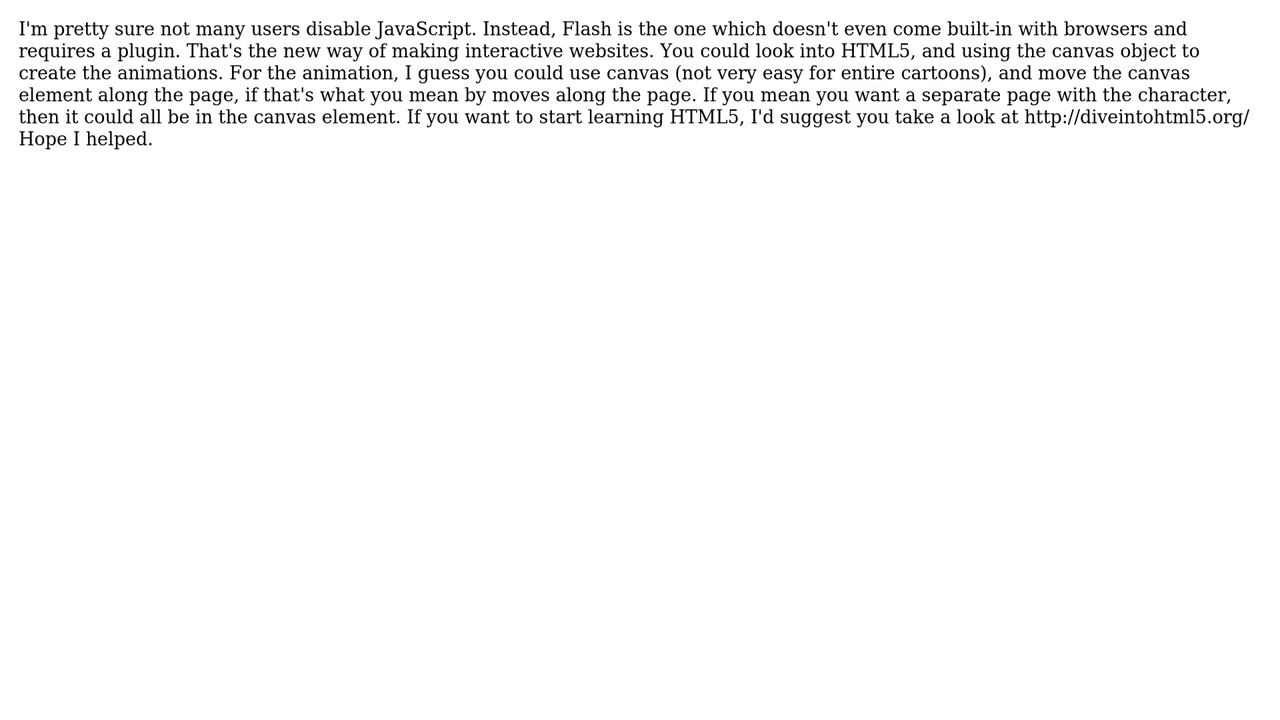 I'm pretty sure not many users disable JavaScript. Instead, Flash is the one which doesn't even come built-in with browsers and
requires a plugin. That's the new way of making interactive websites. You could look into HTML5, and using the canvas object to
create the animations. For the animation, I guess you could use canvas (not very easy for entire cartoons), and move the canvas
element along the page, if that's what you mean by moves along the page. If you mean you want a separate page with the character,
then it could all be in the canvas element. If you want to start learning HTML5, I'd suggest you take a look at http://diveintohtml5.org/
Hope I helped.